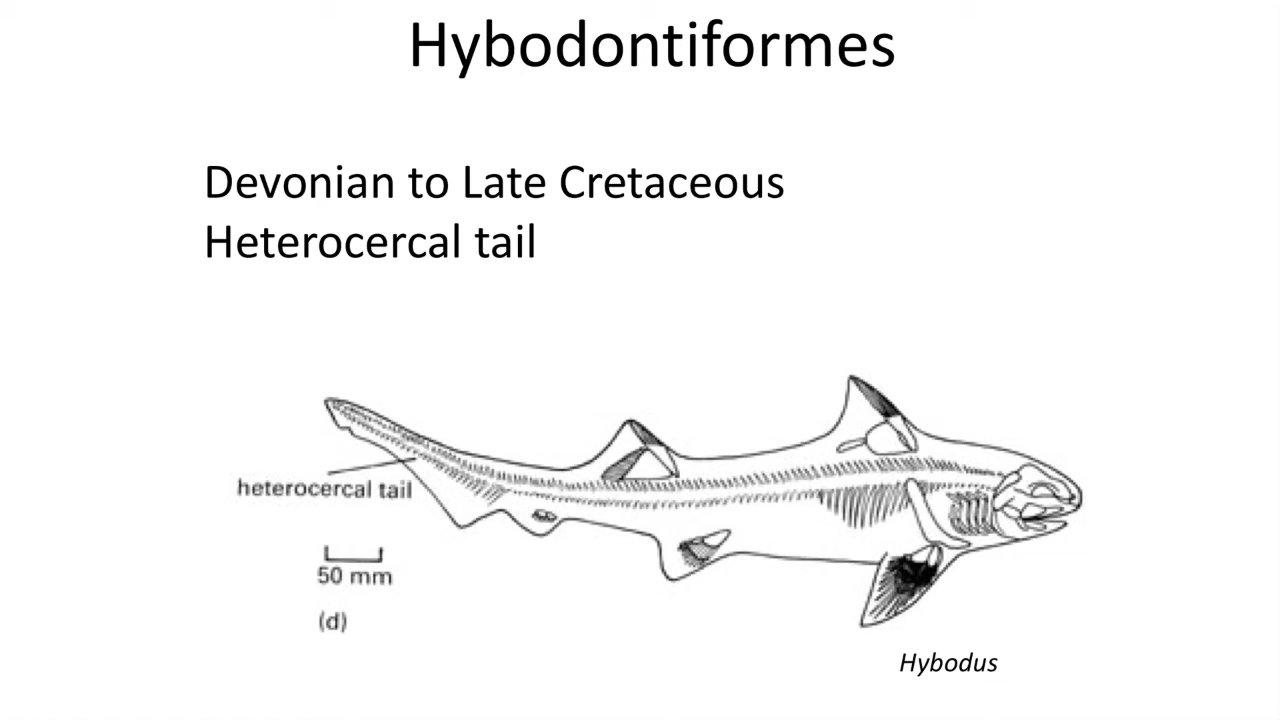 Hybodontiformes
Devonian to Late Cretaceous
Heterocercal tail
heterocercal tail
50 mm
(d)
Hybodus